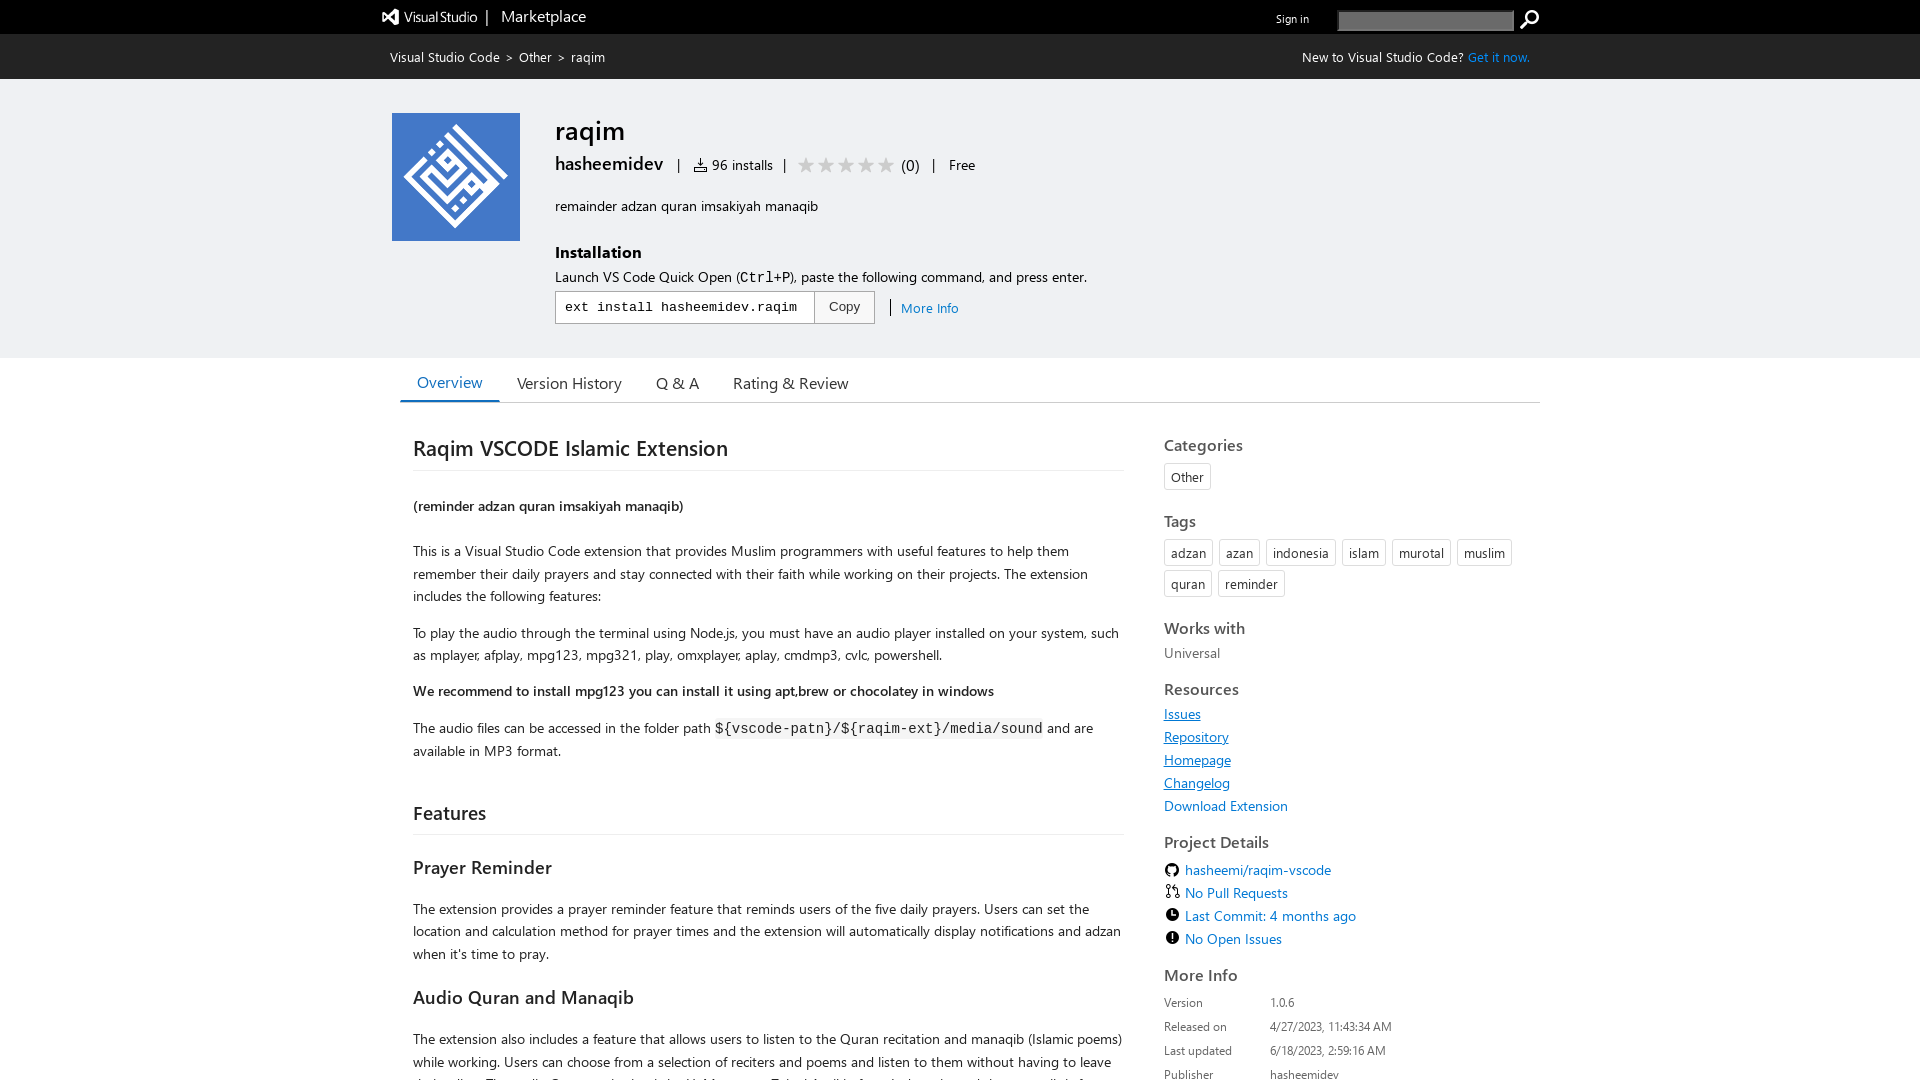 Visual Studio | Marketplace
Sign in
Visual Studio Code > Other > raqim
New to Visual Studio Code? Get it now.
raqim
hasheemidev | 96 installs | (0) | Free
remainder adzan quran imsakiyah manaqib
Installation
Launch VS Code Quick Open (Ctrl+P), paste the following command, and press enter.
ext install hasheemidev.raqim
Copy
| More Info
Overview
Version History
Q & A
Rating & Review
Raqim VSCODE Islamic Extension
(reminder adzan quran imsakiyah manaqib)
This is a Visual Studio Code extension that provides Muslim programmers with useful features to help them
remember their daily prayers and stay connected with their faith while working on their projects. The extension
includes the following features:
To play the audio through the terminal using Node.js, you must have an audio player installed on your system, such
as mplayer, afplay, mpg123, mpg321, play, omxplayer, aplay, cmdmp3, cvlc, powershell.
We recommend to install mpg123 you can install it using apt,brew or chocolatey in windows
The audio files can be accessed in the folder path ${vscode-patn}/${raqim-ext}/media/sound and are
available in MP3 format.
Features
Prayer Reminder
The extension provides a prayer reminder feature that reminds users of the five daily prayers. Users can set the
location and calculation method for prayer times and the extension will automatically display notifications and adzan
when it's time to pray.
Audio Quran and Manaqib
The extension also includes a feature that allows users to listen to the Quran recitation and manaqib (Islamic poems)
while working. Users can choose from a selection of reciters and poems and listen to them without having to leave
Categories
Other
Tags
adzan
azan
indonesia
islam
murotal
muslim
quran
reminder
Works with
Universal
Resources
Issues
Repository
Homepage
Changelog
Download Extension
Project Details
hasheemi/raqim-vscode
No Pull Requests
Last Commit: 4 months ago
No Open Issues
More Info
Version 1.0.6
Released on 4/27/2023, 11:43:34 AM
Last updated 6/18/2023, 2:59:16 AM
Publisher hasheemidev